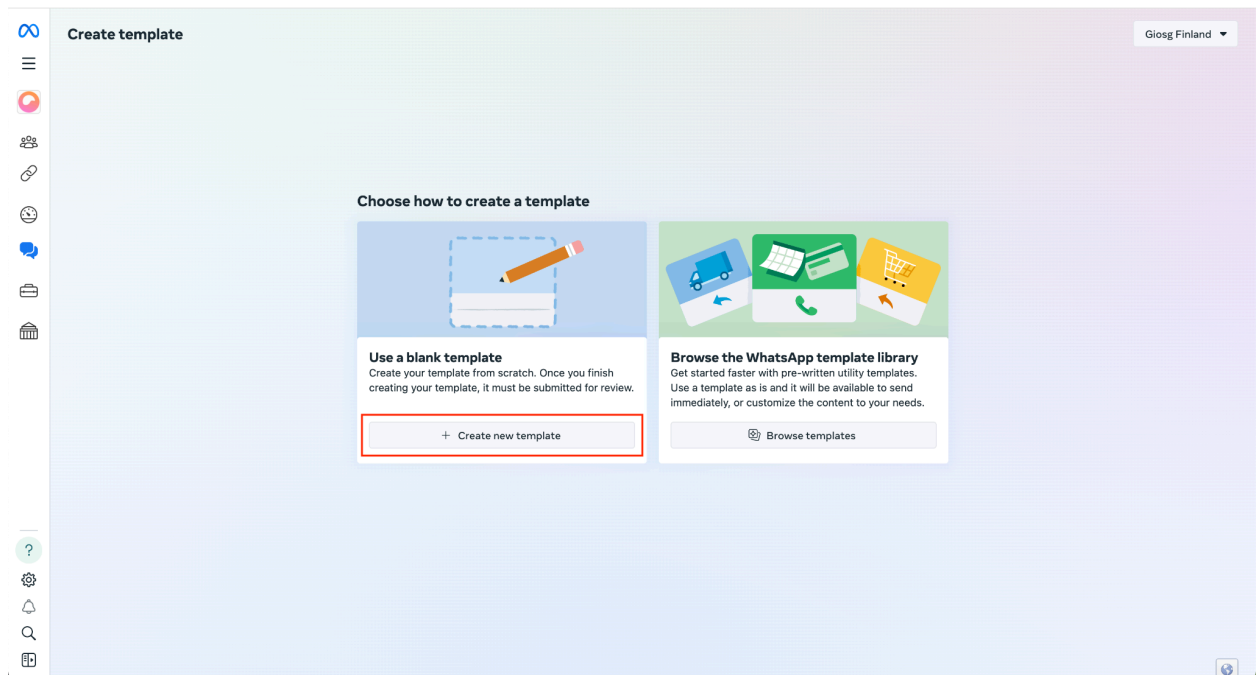 Create template
Giosg Finland
Choose how to create a template
Use a blank template
Create your template from scratch. Once you finish
creating your template, it must be submitted for review.
+ Create new template
Browse the WhatsApp template library
Get started faster with pre-written utility templates.
Use a template as is and it will be available to send
immediately, or customize the content to your needs.
Browse templates
?